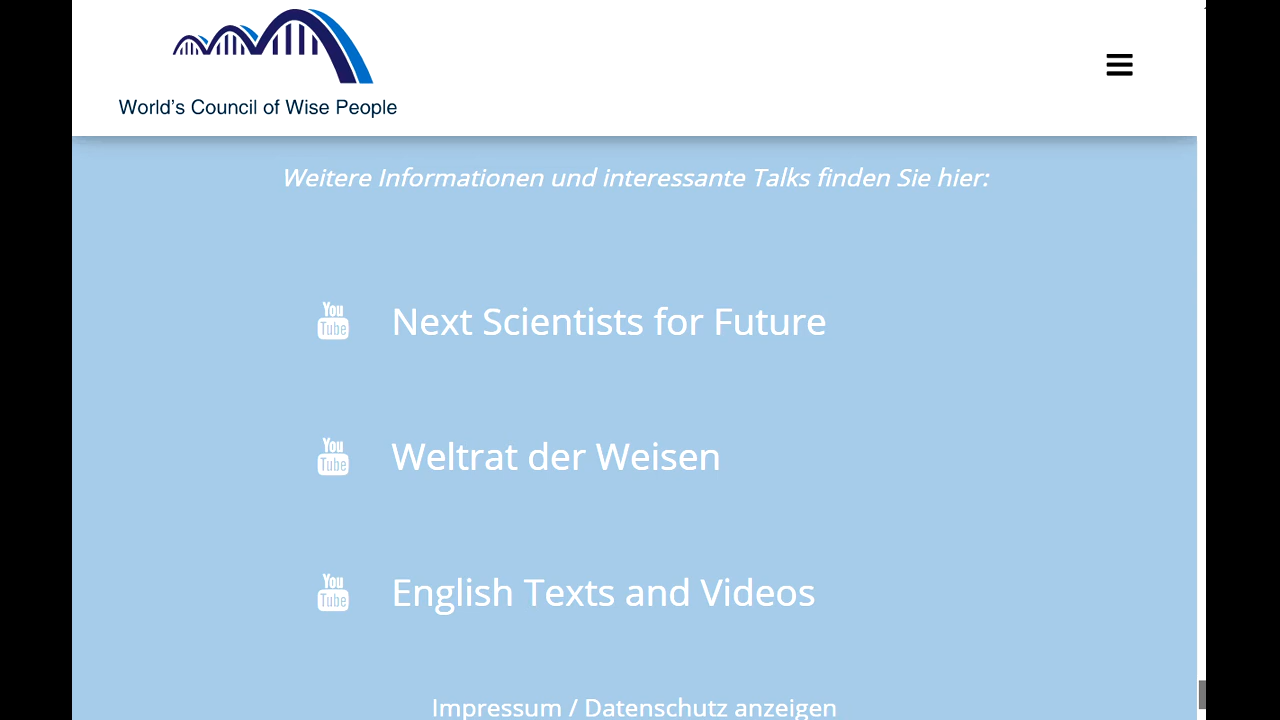 World's Council of Wise People
Weitere Informationen und interessante Talks finden Sie hier:
You
Tube
Next Scientists for Future
You
Tube
Weltrat der Weisen
You
Tube
English Texts and Videos
Impressum / Datenschutz anzeigen